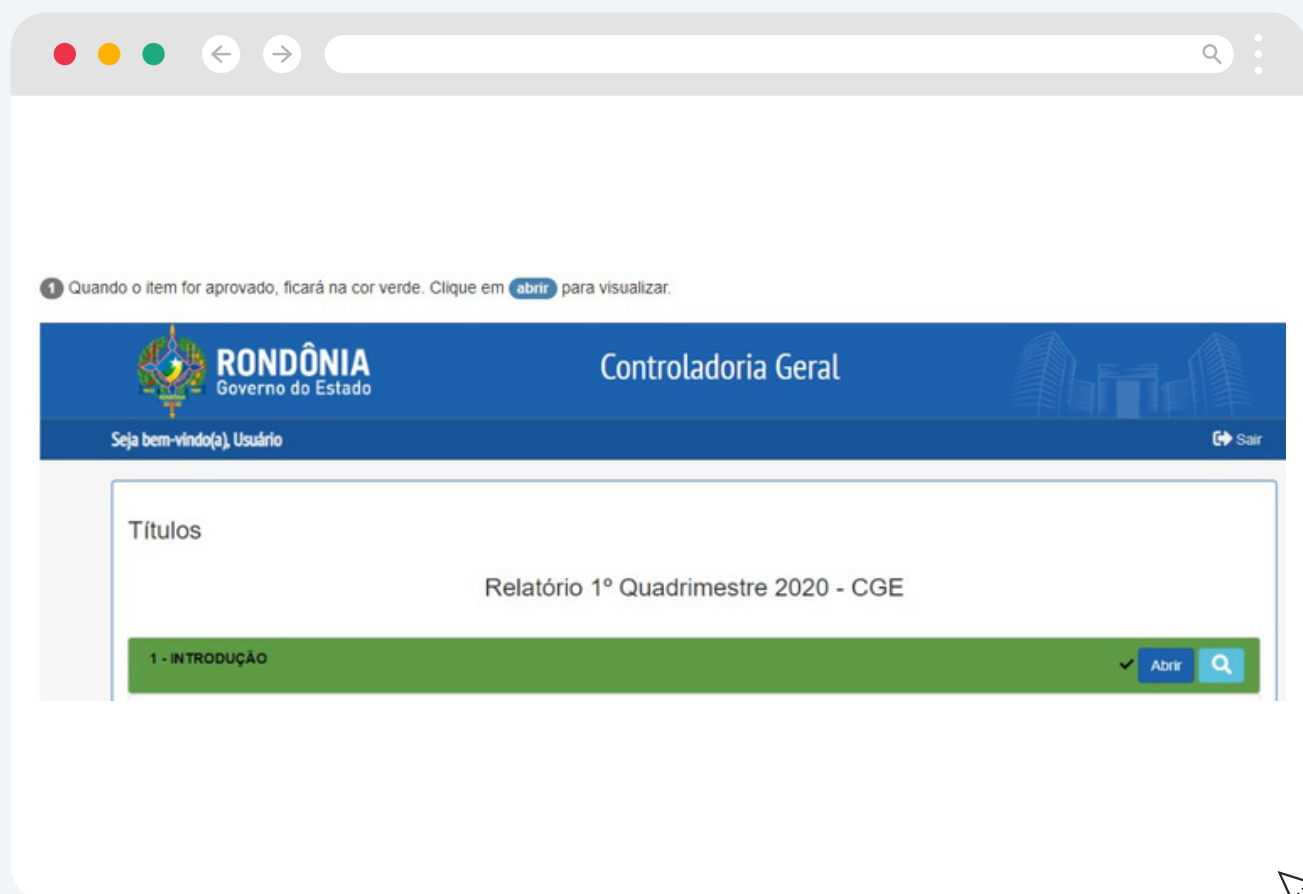 1 Quando o item for aprovado, ficará na cor verde. Clique em abrir para visualizar.
RONDÔNIA
Governo do Estado
Controladoria Geral
Seja bem-vindo(a), Usuário
Sair
Títulos
Relatório 1º Quadrimestre 2020 - CGE
1 - INTRODUÇÃO
Abrir